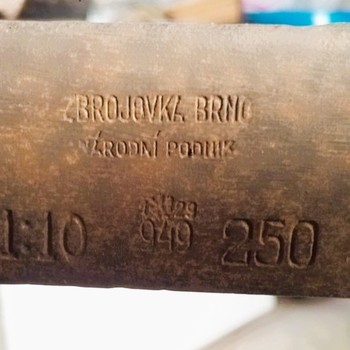 ZBROJOVKA BRNO
NÁRODNÍ PODNIK
1:10 949 250